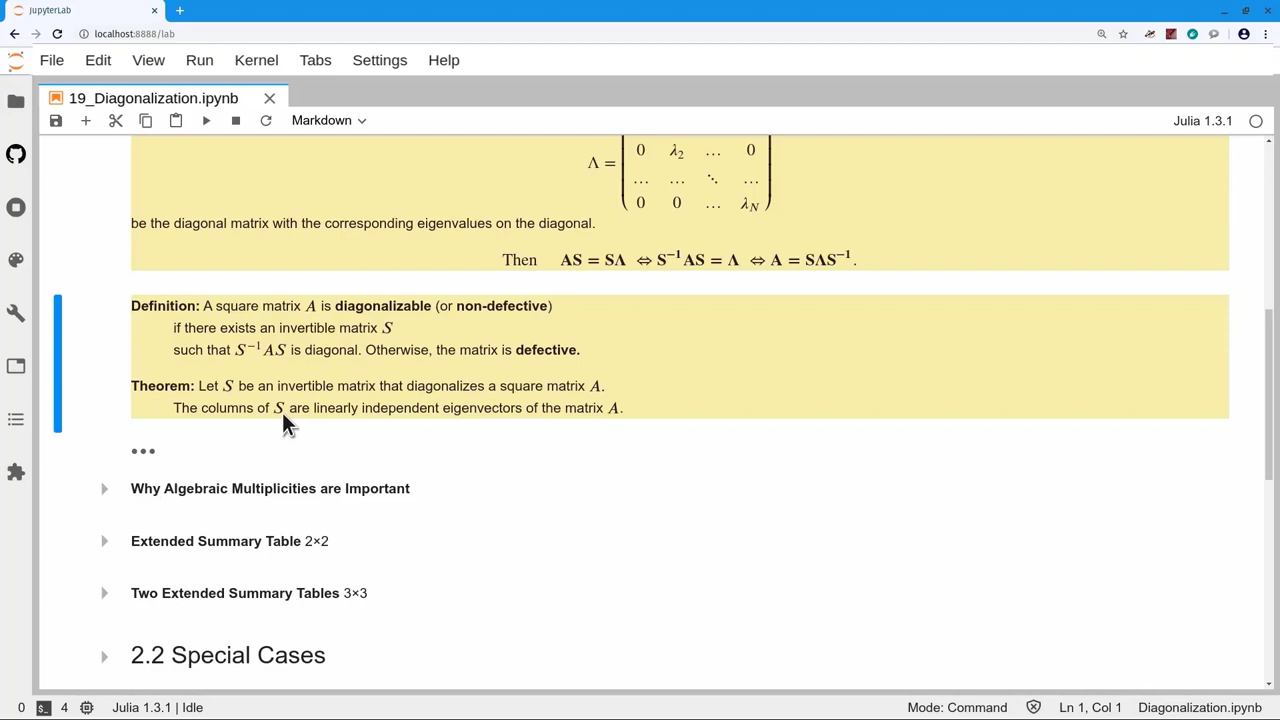 JupyterLab
localhost:8888/lab
File Edit View Run Kernel Tabs Settings Help
19_Diagonalization.ipynb
Markdown
Julia 1.3.1
0 λ₂ … 0
Λ =
… … ⋱ …
0 0 … λ_N
be the diagonal matrix with the corresponding eigenvalues on the diagonal.
Then AS = SΛ ⇔ S⁻¹AS = Λ ⇔ A = SΛS⁻¹.
Definition: A square matrix A is diagonalizable (or non-defective)
if there exists an invertible matrix S
such that S⁻¹AS is diagonal. Otherwise, the matrix is defective.
Theorem: Let S be an invertible matrix that diagonalizes a square matrix A.
The columns of S are linearly independent eigenvectors of the matrix A.
•••
Why Algebraic Multiplicities are Important
Extended Summary Table 2×2
Two Extended Summary Tables 3×3
2.2 Special Cases
0 4 Julia 1.3.1 | Idle Mode: Command Ln 1, Col 1 Diagonalization.ipynb